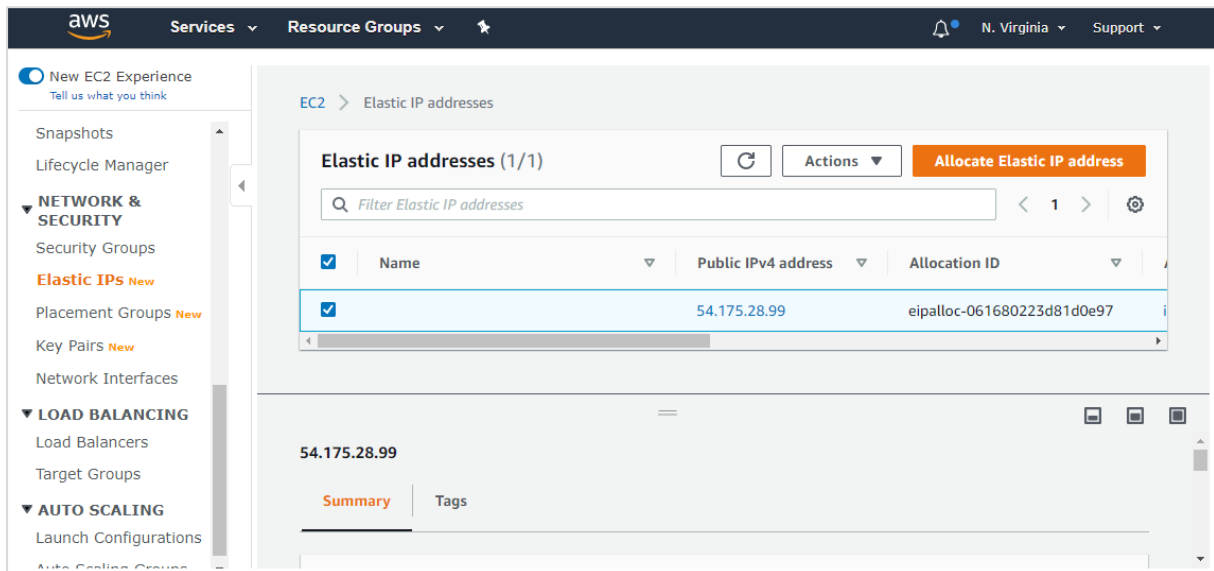 aws
Services
Resource Groups
N. Virginia
Support
New EC2 Experience
Tell us what you think
Snapshots
Lifecycle Manager
NETWORK &
SECURITY
Security Groups
Elastic IPs New
Placement Groups New
Key Pairs New
Network Interfaces
LOAD BALANCING
Load Balancers
Target Groups
AUTO SCALING
Launch Configurations
Auto Scaling Groups
EC2 > Elastic IP addresses
Elastic IP addresses (1/1)
Actions
Allocate Elastic IP address
Filter Elastic IP addresses
1
Name
Public IPv4 address
Allocation ID
54.175.28.99
eipalloc-061680223d81d0e97
54.175.28.99
Summary
Tags